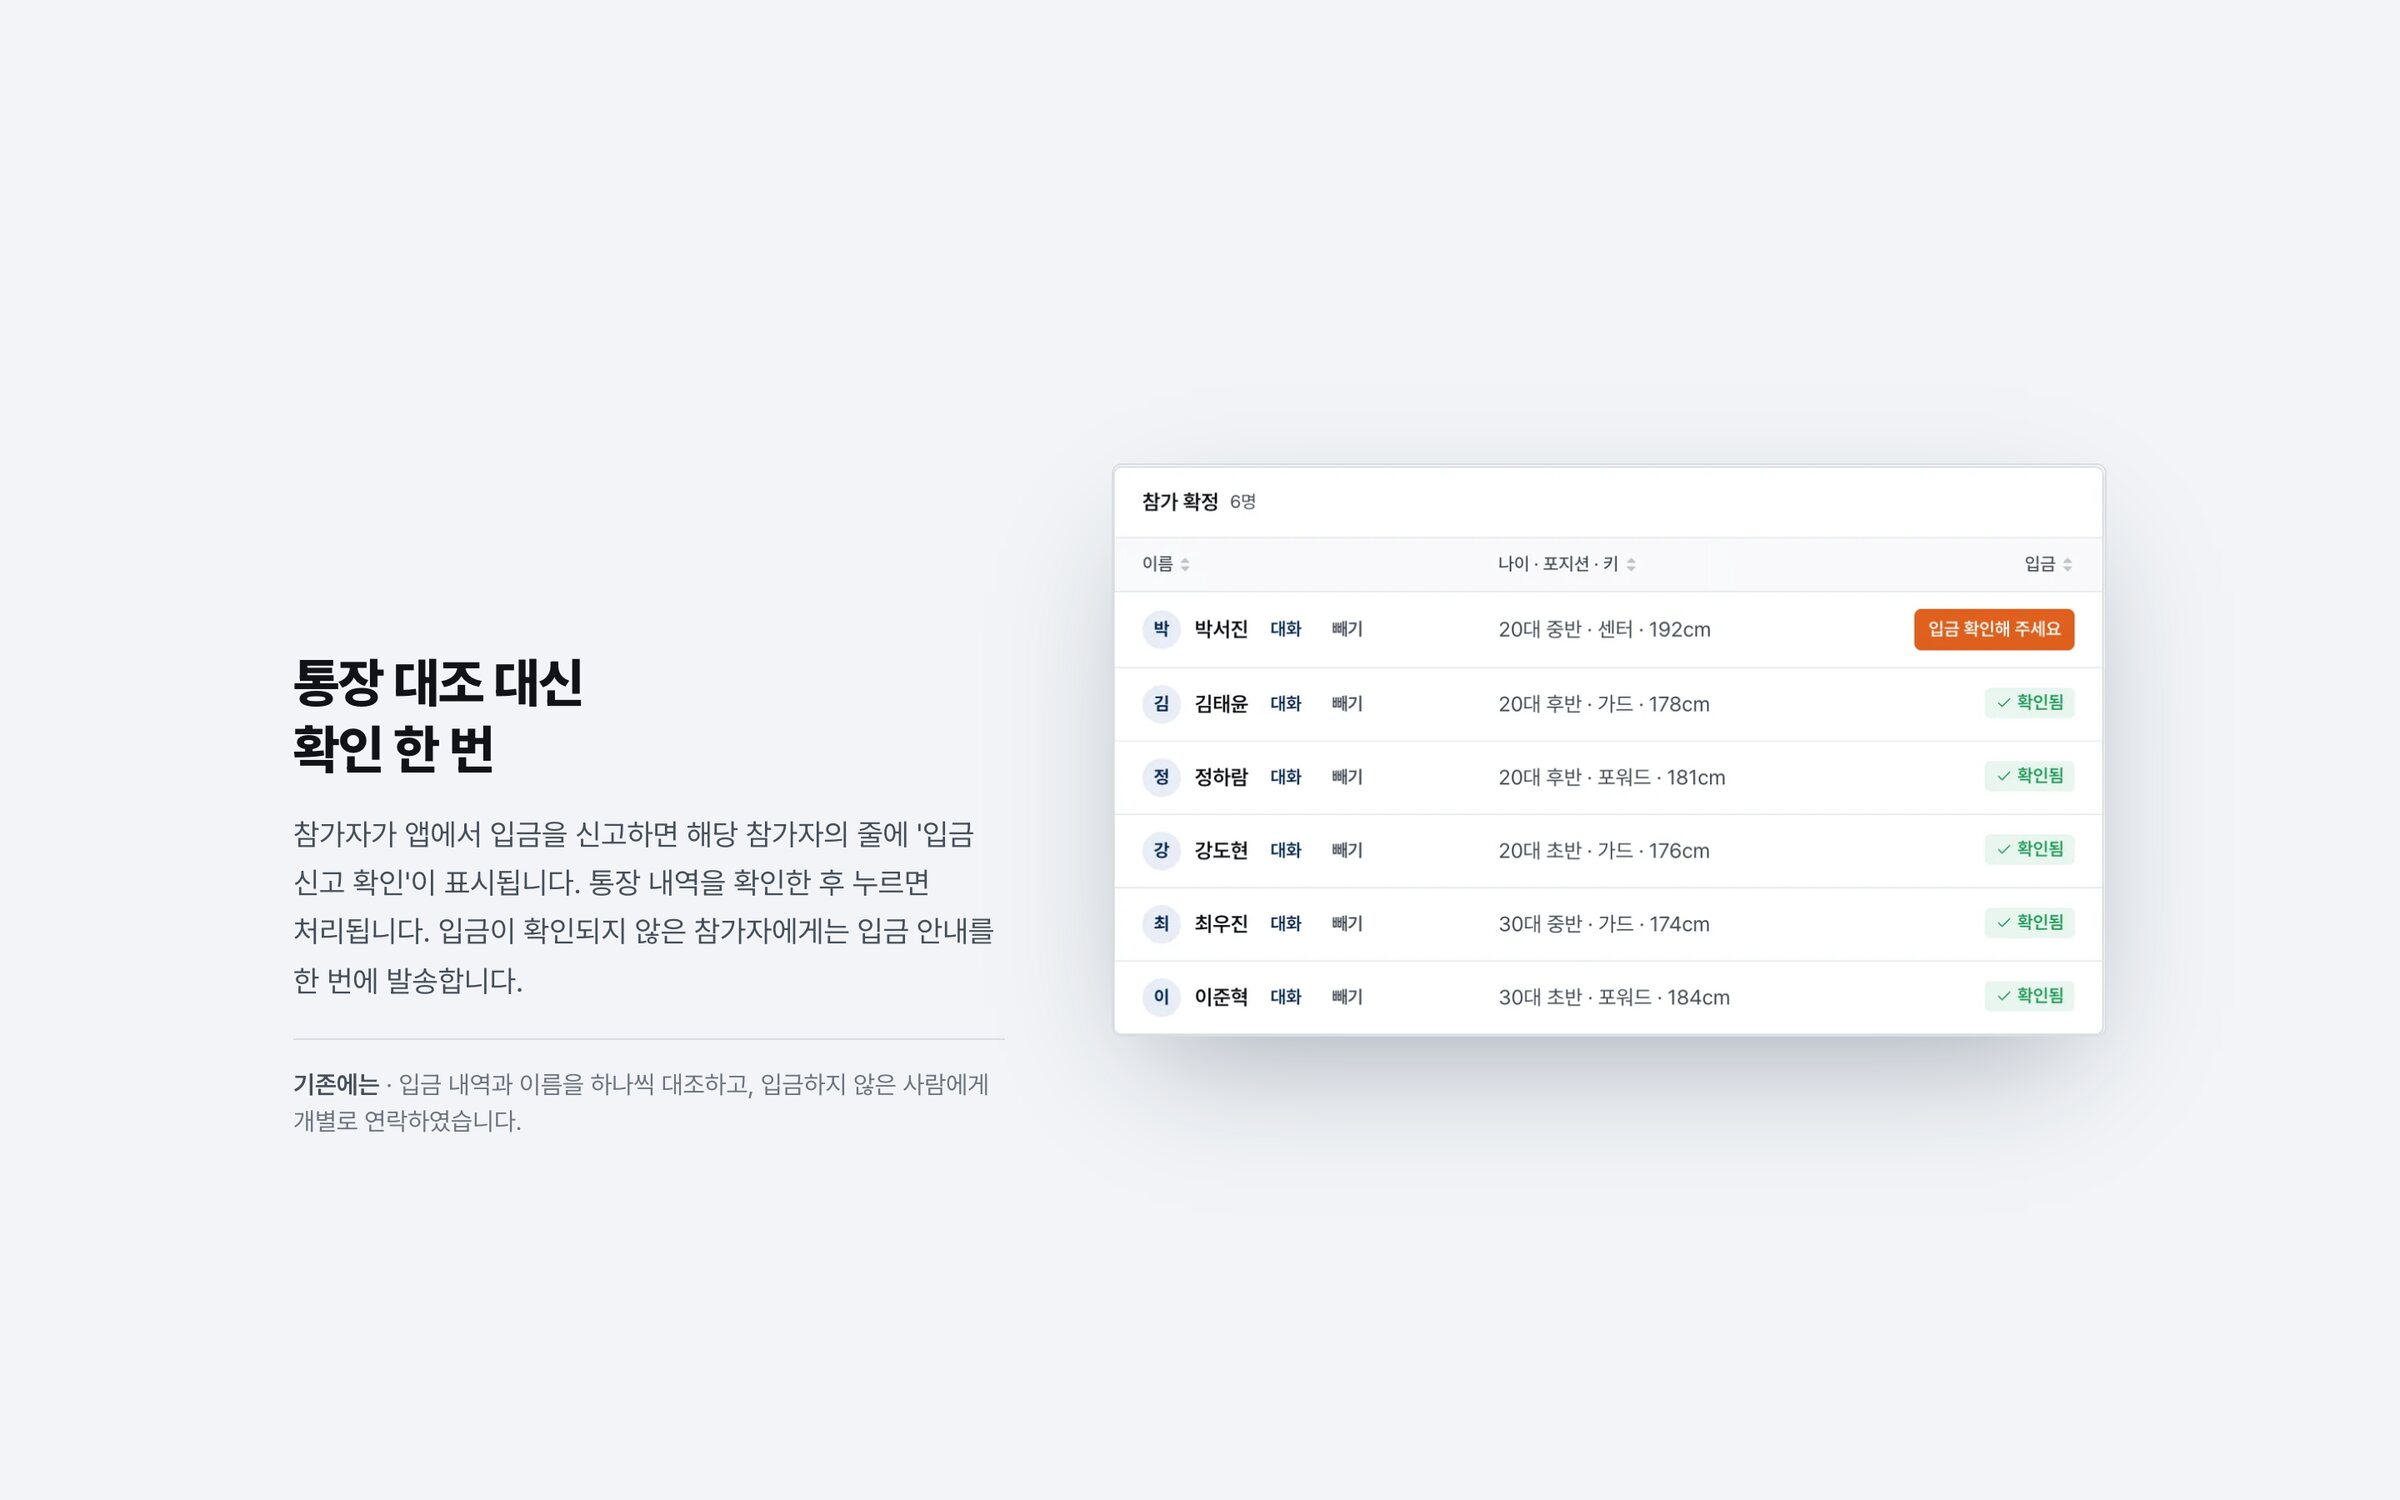 통장 대조 대신
확인 한 번
참가자가 앱에서 입금을 신고하면 해당 참가자의 줄에 '입금
신고 확인'이 표시됩니다. 통장 내역을 확인한 후 누르면
처리됩니다. 입금이 확인되지 않은 참가자에게는 입금 안내를
한 번에 발송합니다.
기존에는 · 입금 내역과 이름을 하나씩 대조하고, 입금하지 않은 사람에게
개별로 연락하였습니다.
참가 확정 6명
이름 나이 · 포지션 · 키 입금
박 박서진 대화 빼기 20대 중반 · 센터 · 192cm 입금 확인해 주세요
김 김태윤 대화 빼기 20대 후반 · 가드 · 178cm 확인됨
정 정하람 대화 빼기 20대 후반 · 포워드 · 181cm 확인됨
강 강도현 대화 빼기 20대 초반 · 가드 · 176cm 확인됨
최 최우진 대화 빼기 30대 중반 · 가드 · 174cm 확인됨
이 이준혁 대화 빼기 30대 초반 · 포워드 · 184cm 확인됨